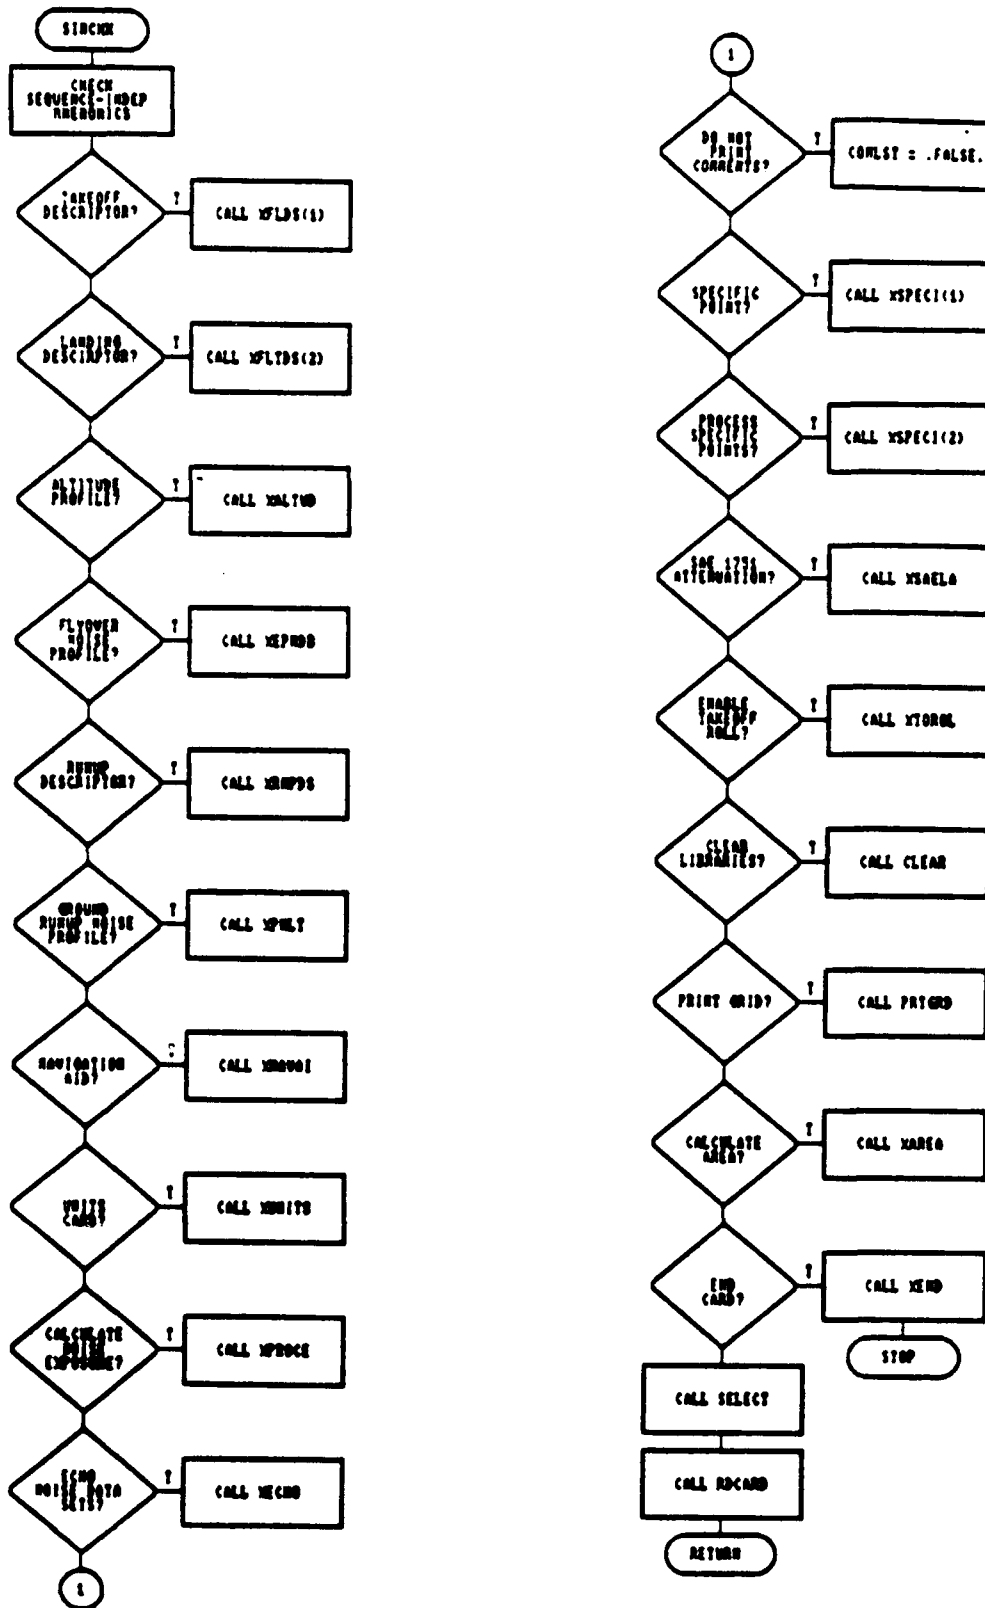 SINCHK
CHECK
SEQUENCE-INDEP
MNEMONICS
TAKEOFF
DESCRIPTOR?
T
CALL XFLDS(1)
LANDING
DESCIRPTOR?
T
CALL XFLTDS(2)
ALTITUDE
PROFILE?
T
CALL XALTUD
FLYOVER
NOISE
PROFILE?
T
CALL XEPNDB
RUNUP
DESCRIPTOR?
T
CALL XRNPDS
GROUND
RUNUP NOISE
PROFILE?
T
CALL XPNLT
NAVIGATION
AID?
CALL XNAVAI
UNITS
CARD?
T
CALL XUNITS
CALCULATE
NOISE
EXPOSURE?
T
CALL XPROCE
ECHO
NOISE DATA
SETS?
T
CALL XECHO
1
1
DO NOT
PRINT
COMMENTS?
T
COMLST = .FALSE.
SPECIFIC
POINT?
T
CALL XSPECI(1)
PROCESS
SPECIFIC
POINTS?
T
CALL XSPECI(2)
SAE 1751
ATTENUATION?
T
CALL XSAELA
ENABLE
TAKEOFF
ROLL?
T
CALL XTOROL
CLEAR
LIBRARIES?
T
CALL CLEAR
PRINT GRID?
T
CALL PRTGRD
CALCULATE
AREA?
T
CALL XAREA
END
CARD?
T
CALL XEND
STOP
CALL SELECT
CALL RDCARD
RETURN